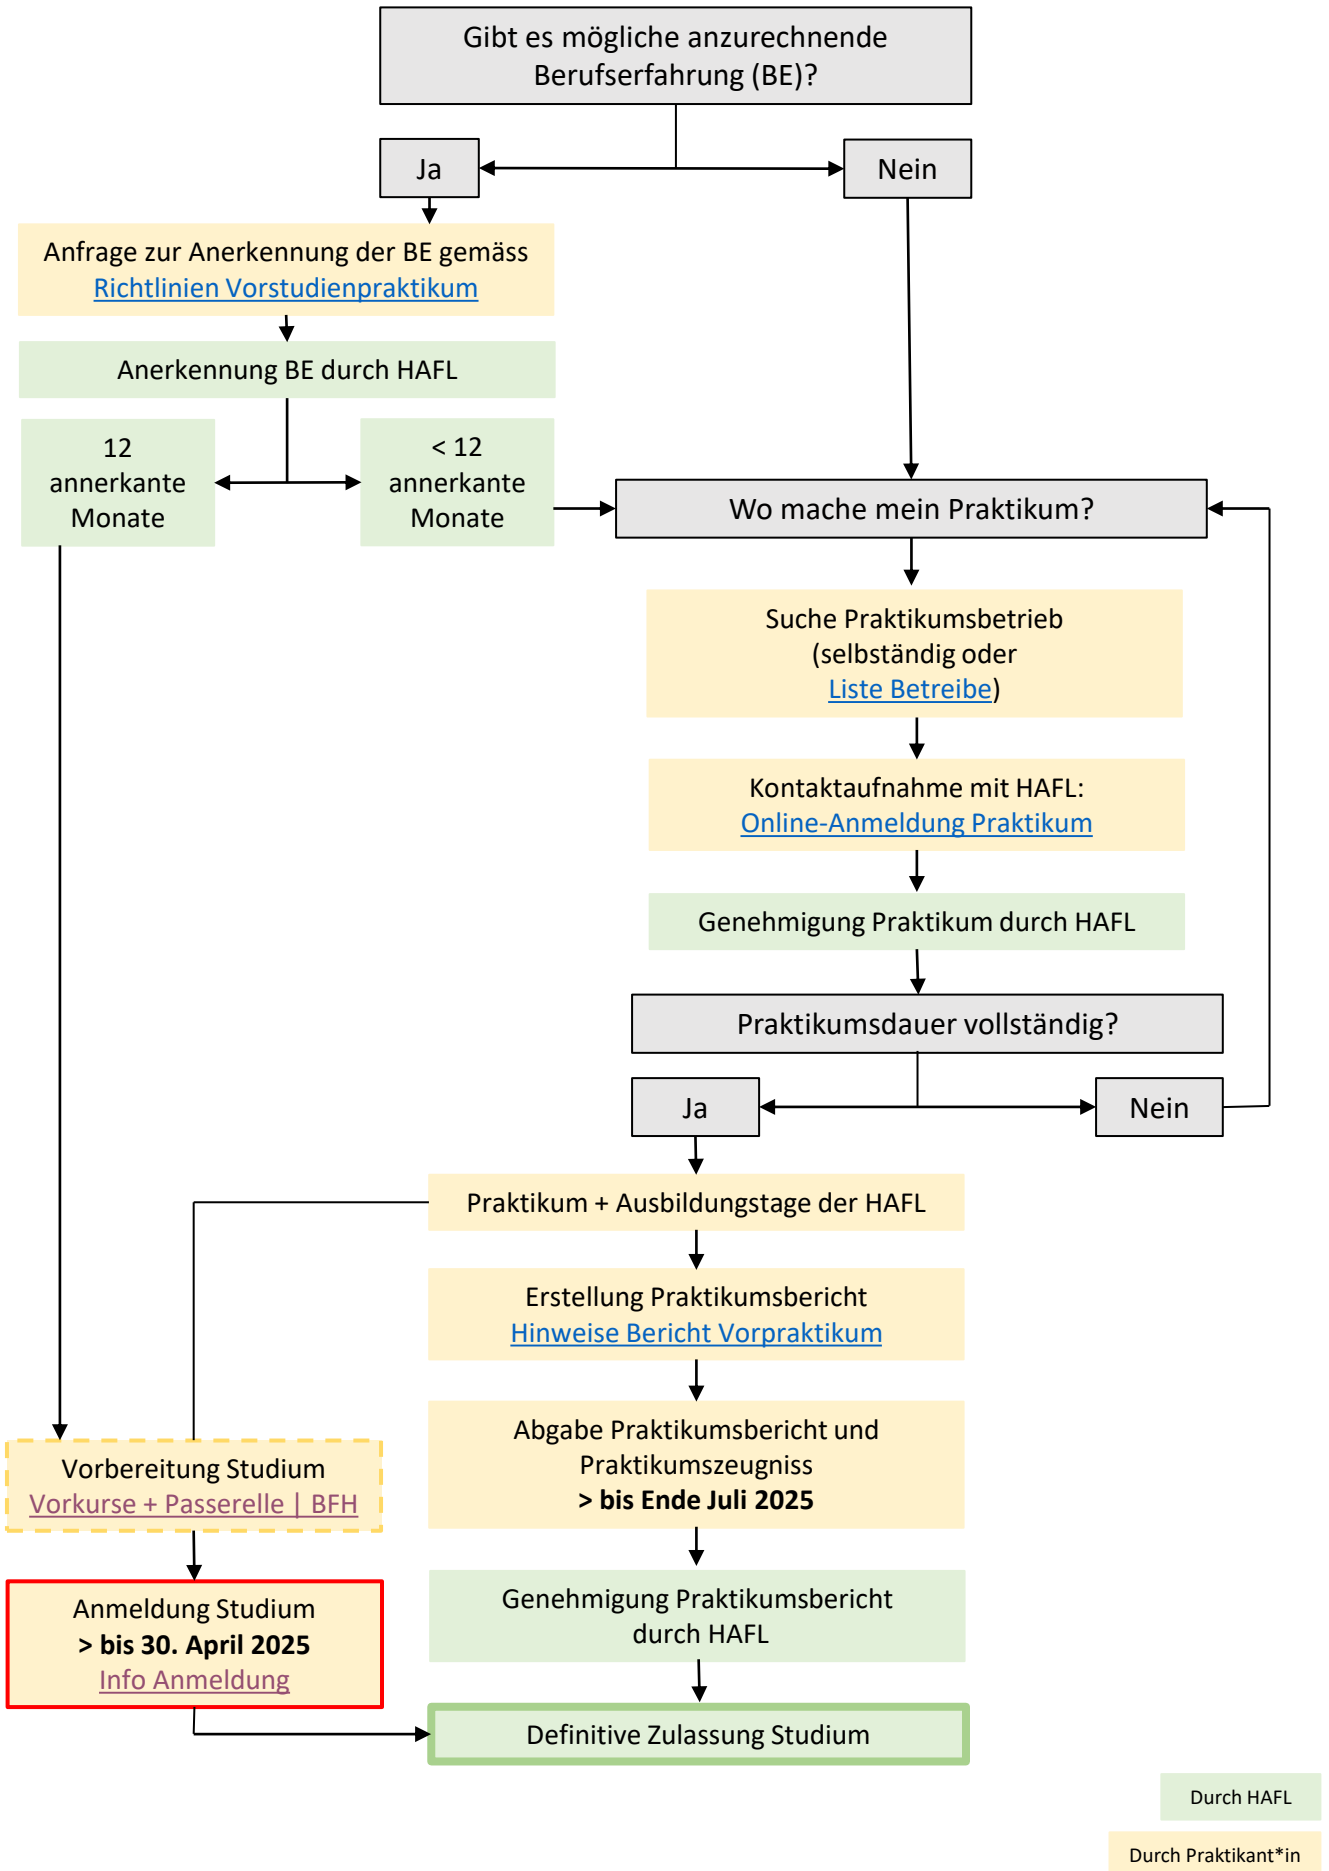 Gibt es mögliche anzurechnende
Berufserfahrung (BE)?
Ja
Nein
Anfrage zur Anerkennung der BE gemäss
Richtlinien Vorstudienpraktikum
Anerkennung BE durch HAFL
12
annerkante
Monate
< 12
annerkante
Monate
Wo mache mein Praktikum?
Suche Praktikumsbetrieb
(selbständig oder
Liste Betreibe)
Kontaktaufnahme mit HAFL:
Online-Anmeldung Praktikum
Genehmigung Praktikum durch HAFL
Praktikumsdauer vollständig?
Ja
Nein
Praktikum + Ausbildungstage der HAFL
Erstellung Praktikumsbericht
Hinweise Bericht Vorpraktikum
Abgabe Praktikumsbericht und
Praktikumszeugniss
> bis Ende Juli 2025
Vorbereitung Studium
Vorkurse + Passerelle | BFH
Anmeldung Studium
> bis 30. April 2025
Info Anmeldung
Genehmigung Praktikumsbericht
durch HAFL
Definitive Zulassung Studium
Durch HAFL
Durch Praktikant*in